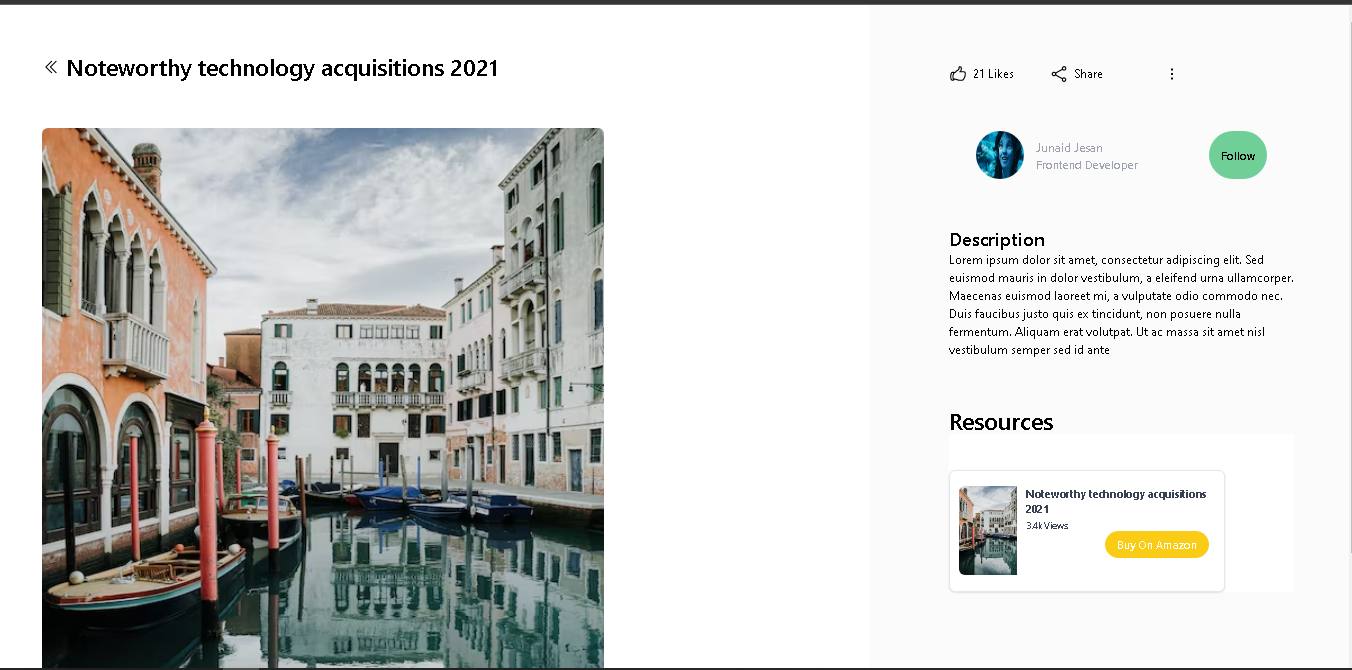 Noteworthy technology acquisitions 2021
21 Likes
Share
Junaid Jesan
Frontend Developer
Follow
Description
Lorem ipsum dolor sit amet, consectetur adipiscing elit. Sed
euismod mauris in dolor vestibulum, a eleifend urna ullamcorper.
Maecenas euismod laoreet mi, a vulputate odio commodo nec.
Duis faucibus justo quis ex tincidunt, non posuere nulla
fermentum. Aliquam erat volutpat. Ut ac massa sit amet nisl
vestibulum semper sed id ante
Resources
Noteworthy technology acquisitions
2021
3.4k Views
Buy On Amazon